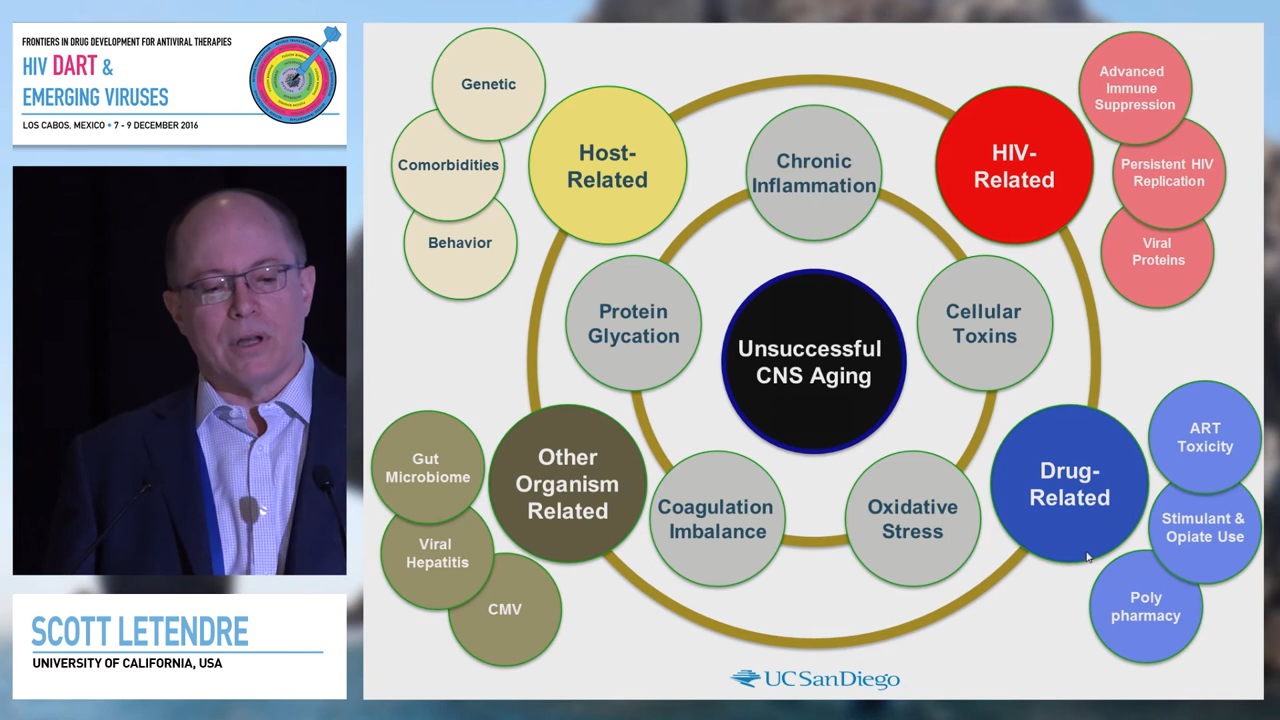 FRONTIERS IN DRUG DEVELOPMENT FOR ANTIVIRAL THERAPIES
HIV DART &
EMERGING VIRUSES
LOS CABOS, MEXICO • 7 - 9 DECEMBER 2016
SCOTT LETENDRE
UNIVERSITY OF CALIFORNIA, USA
Genetic
Comorbidities
Behavior
Host-
Related
Chronic
Inflammation
HIV-
Related
Advanced
Immune
Suppression
Persistent HIV
Replication
Viral
Proteins
Protein
Glycation
Cellular
Toxins
Unsuccessful
CNS Aging
Gut
Microbiome
Viral
Hepatitis
CMV
Other
Organism
Related
Coagulation
Imbalance
Oxidative
Stress
Drug-
Related
ART
Toxicity
Stimulant &
Opiate Use
Poly
pharmacy
UC San Diego